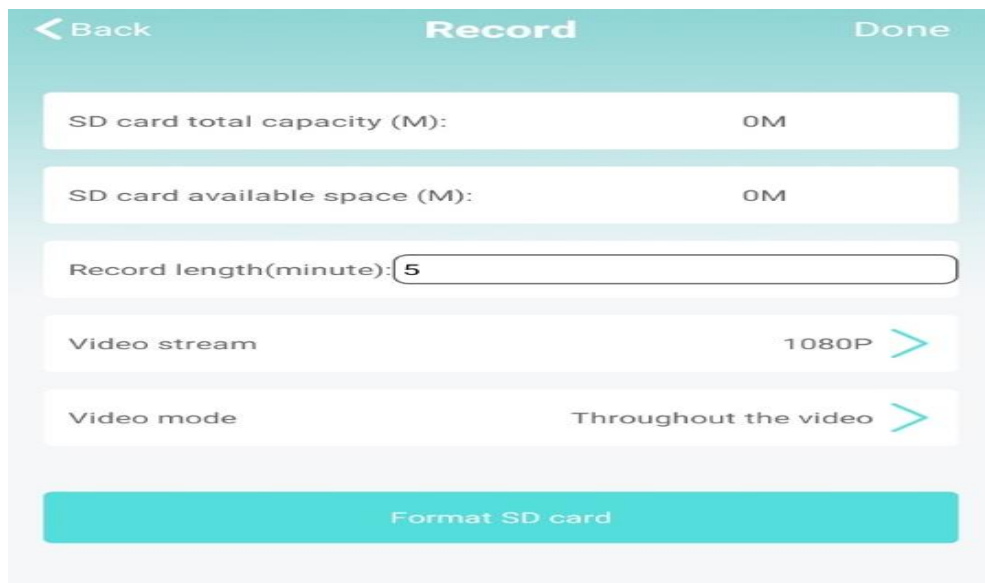 Back Record Done
SD card total capacity (M): 0M
SD card available space (M): 0M
Record length(minute): 5
Video stream 1080P
Video mode Throughout the video
Format SD card